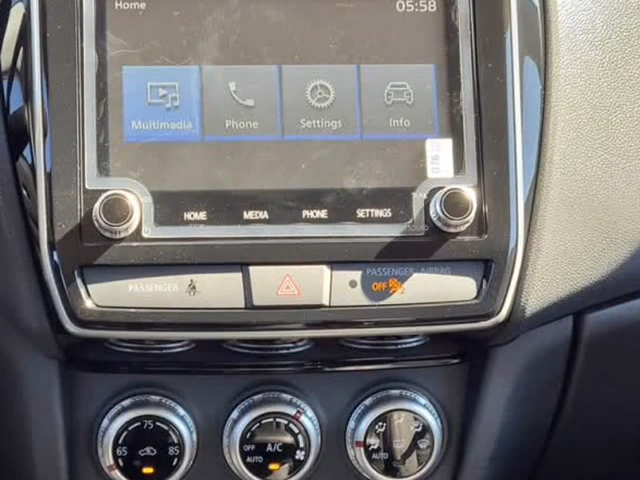 Home 05:58
Multimedia Phone Settings Info
HOME MEDIA PHONE SETTINGS
SOUND
PASSENGER
PASSENGER AIRBAG
OFF
75
65 85
OFF A/C
AUTO
AUTO